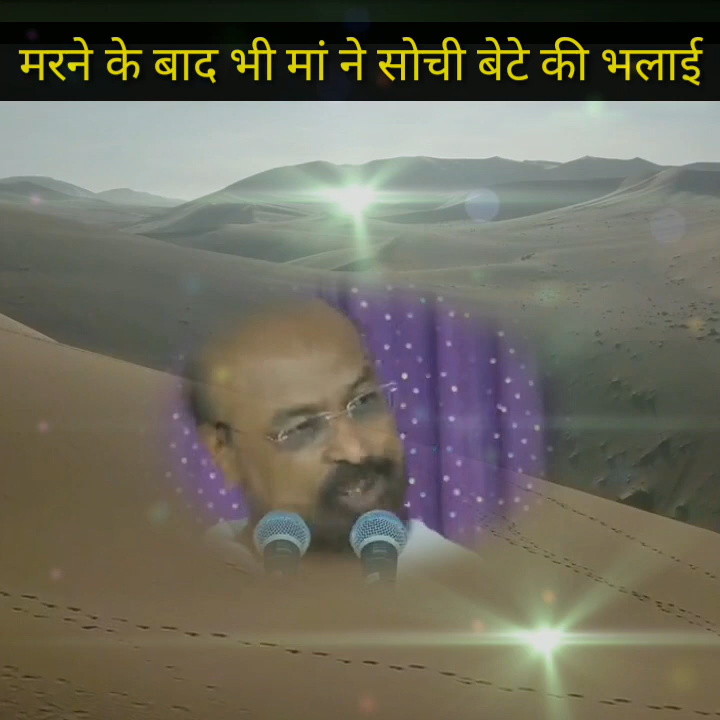 मरने के बाद भी मां ने सोची बेटे की भलाई